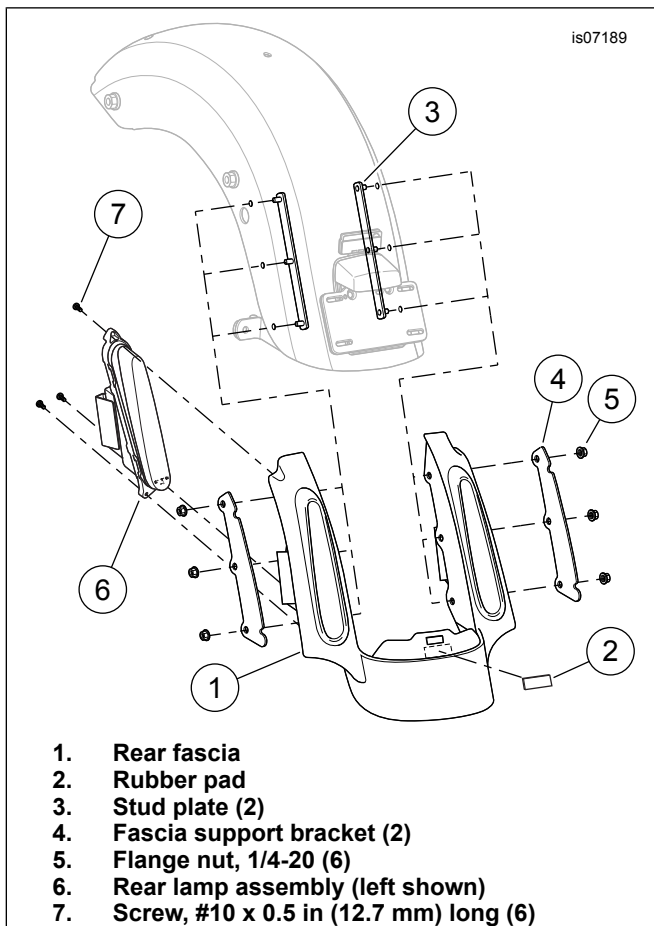 is07189
3
7
4
5
6
1
2
1. Rear fascia
2. Rubber pad
3. Stud plate (2)
4. Fascia support bracket (2)
5. Flange nut, 1/4-20 (6)
6. Rear lamp assembly (left shown)
7. Screw, #10 x 0.5 in (12.7 mm) long (6)